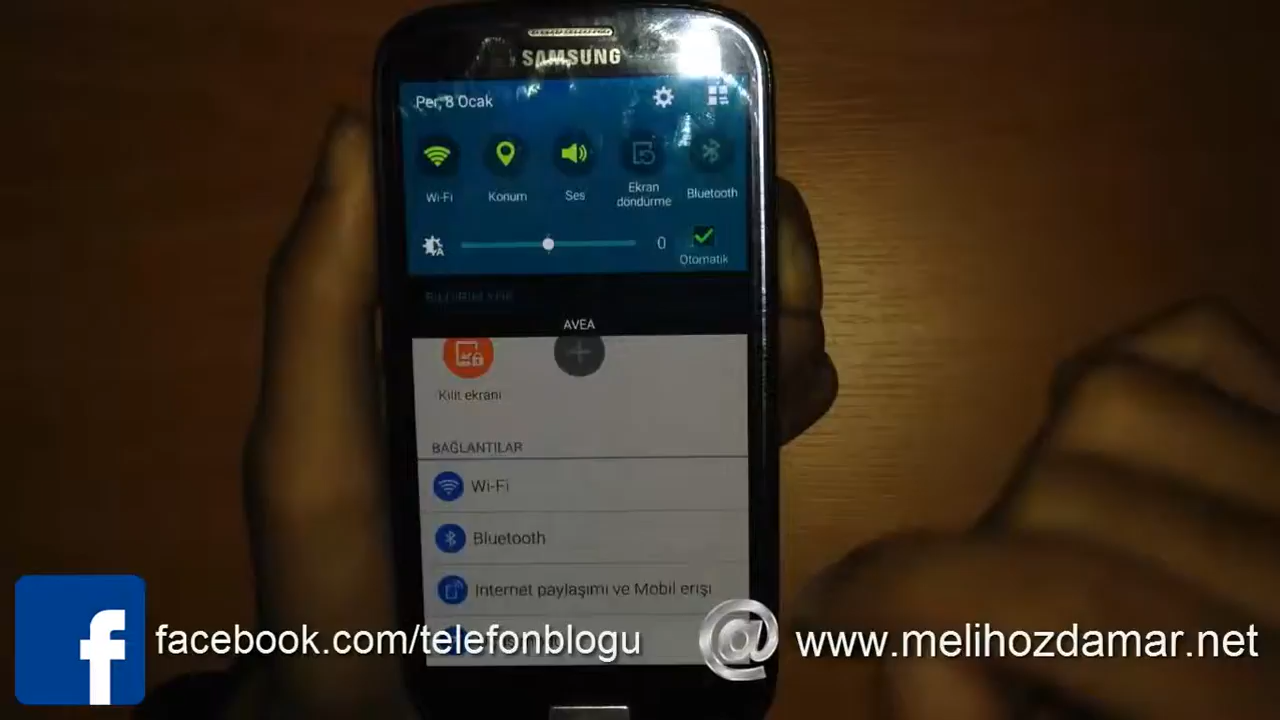 SAMSUNG
Per, 8 Ocak
Wi-Fi
Konum
Ses
Ekran
döndürme
Bluetooth
0
Otomatik
AVEA
Kilit ekranı
BAĞLANTILAR
Wi-Fi
Bluetooth
Internet paylaşımı ve Mobil erişi
facebook.com/telefonblogu
@ www.melihozdamar.net